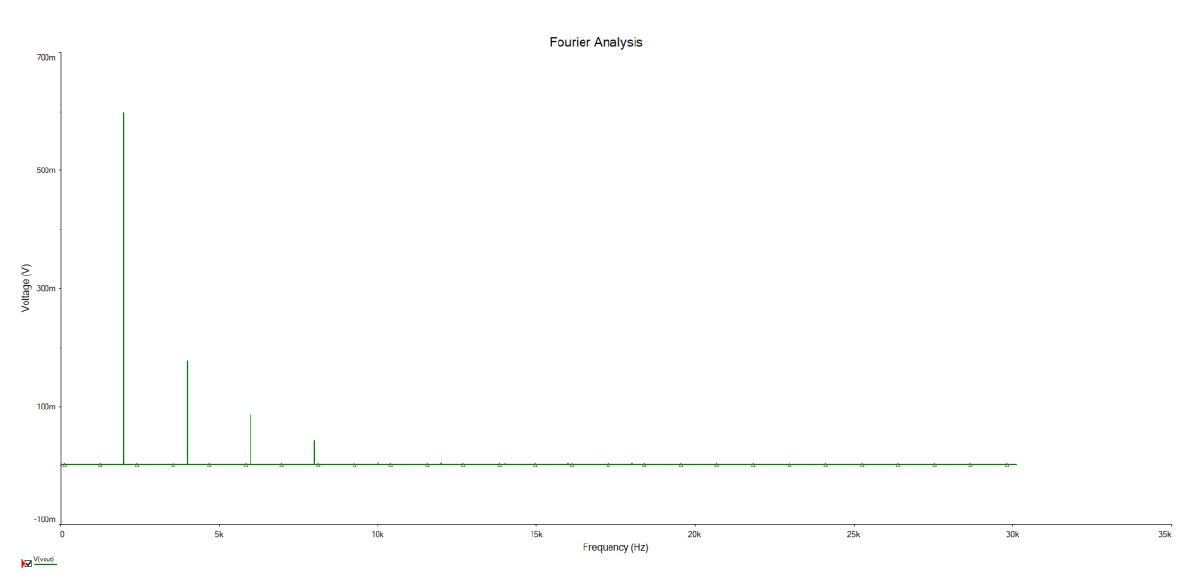 Fourier Analysis
700m
500m
300m
100m
-100m
Voltage (V)
0 5k 10k 15k 20k 25k 30k 35k
Frequency (Hz)
V(vout)